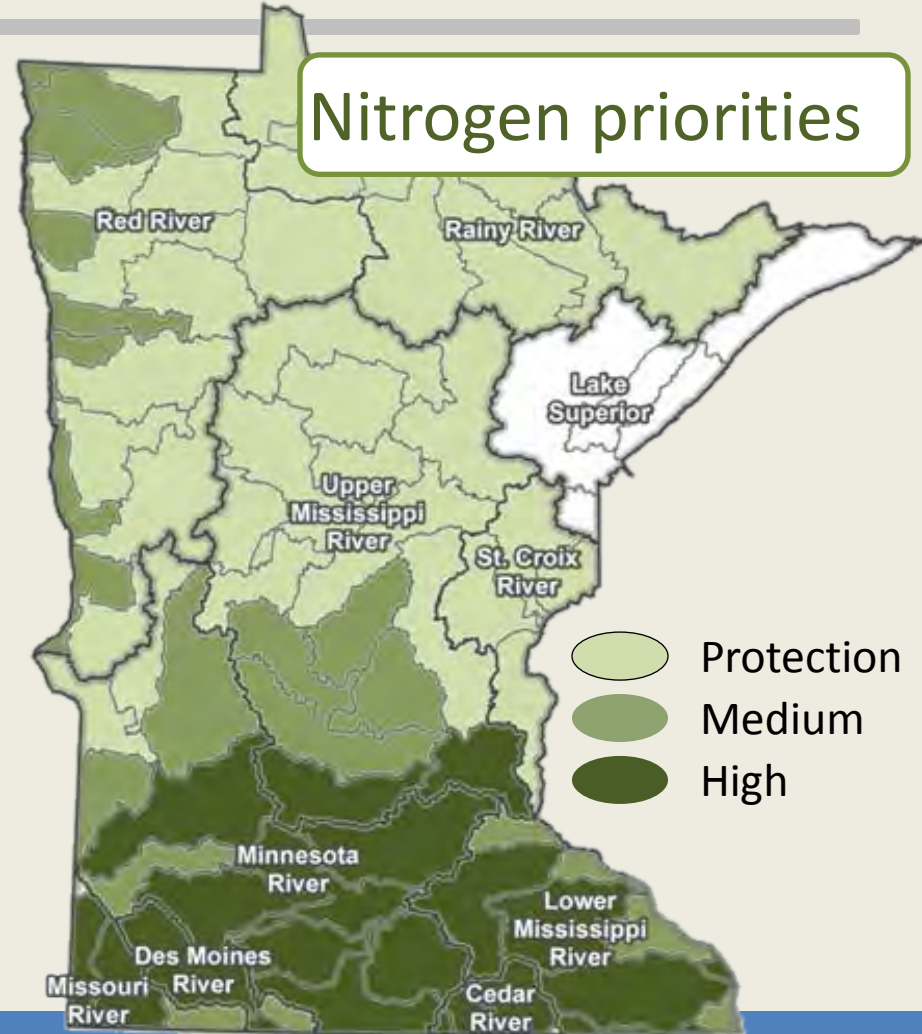 Nitrogen priorities
Red River
Rainy River
Lake
Superior
Upper
Mississippi
River
St. Croix
River
Protection
Medium
High
Minnesota
River
Lower
Mississippi
River
Des Moines
River
Missouri
River
Cedar
River